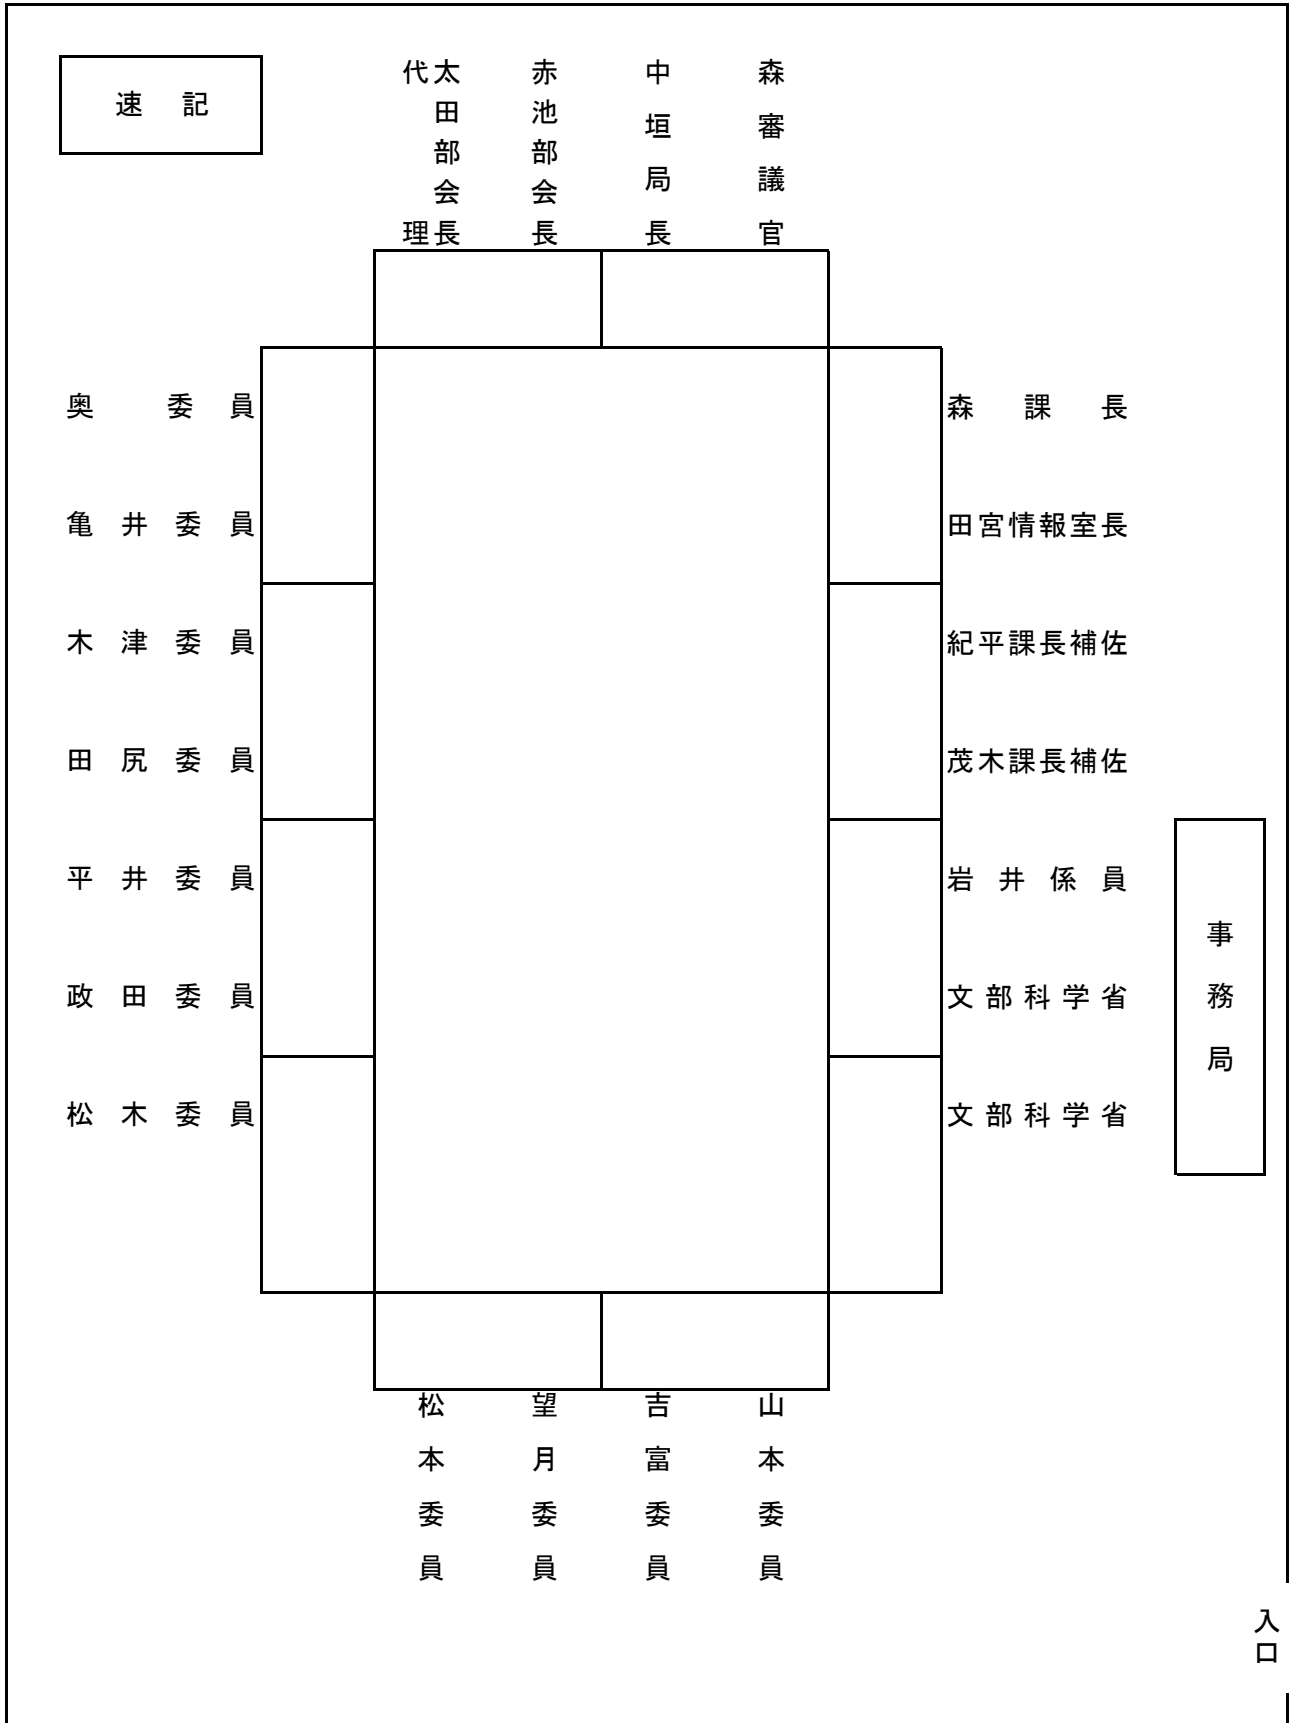 速記
太田部会長
代理
赤池部会長
中垣局長
森審議官
奥委員
亀井委員
木津委員
田尻委員
平井委員
政田委員
松木委員
森課長
田宮情報室長
紀平課長補佐
茂木課長補佐
岩井係員
文部科学省
文部科学省
事務局
松本委員
望月委員
吉富委員
山本委員
入口